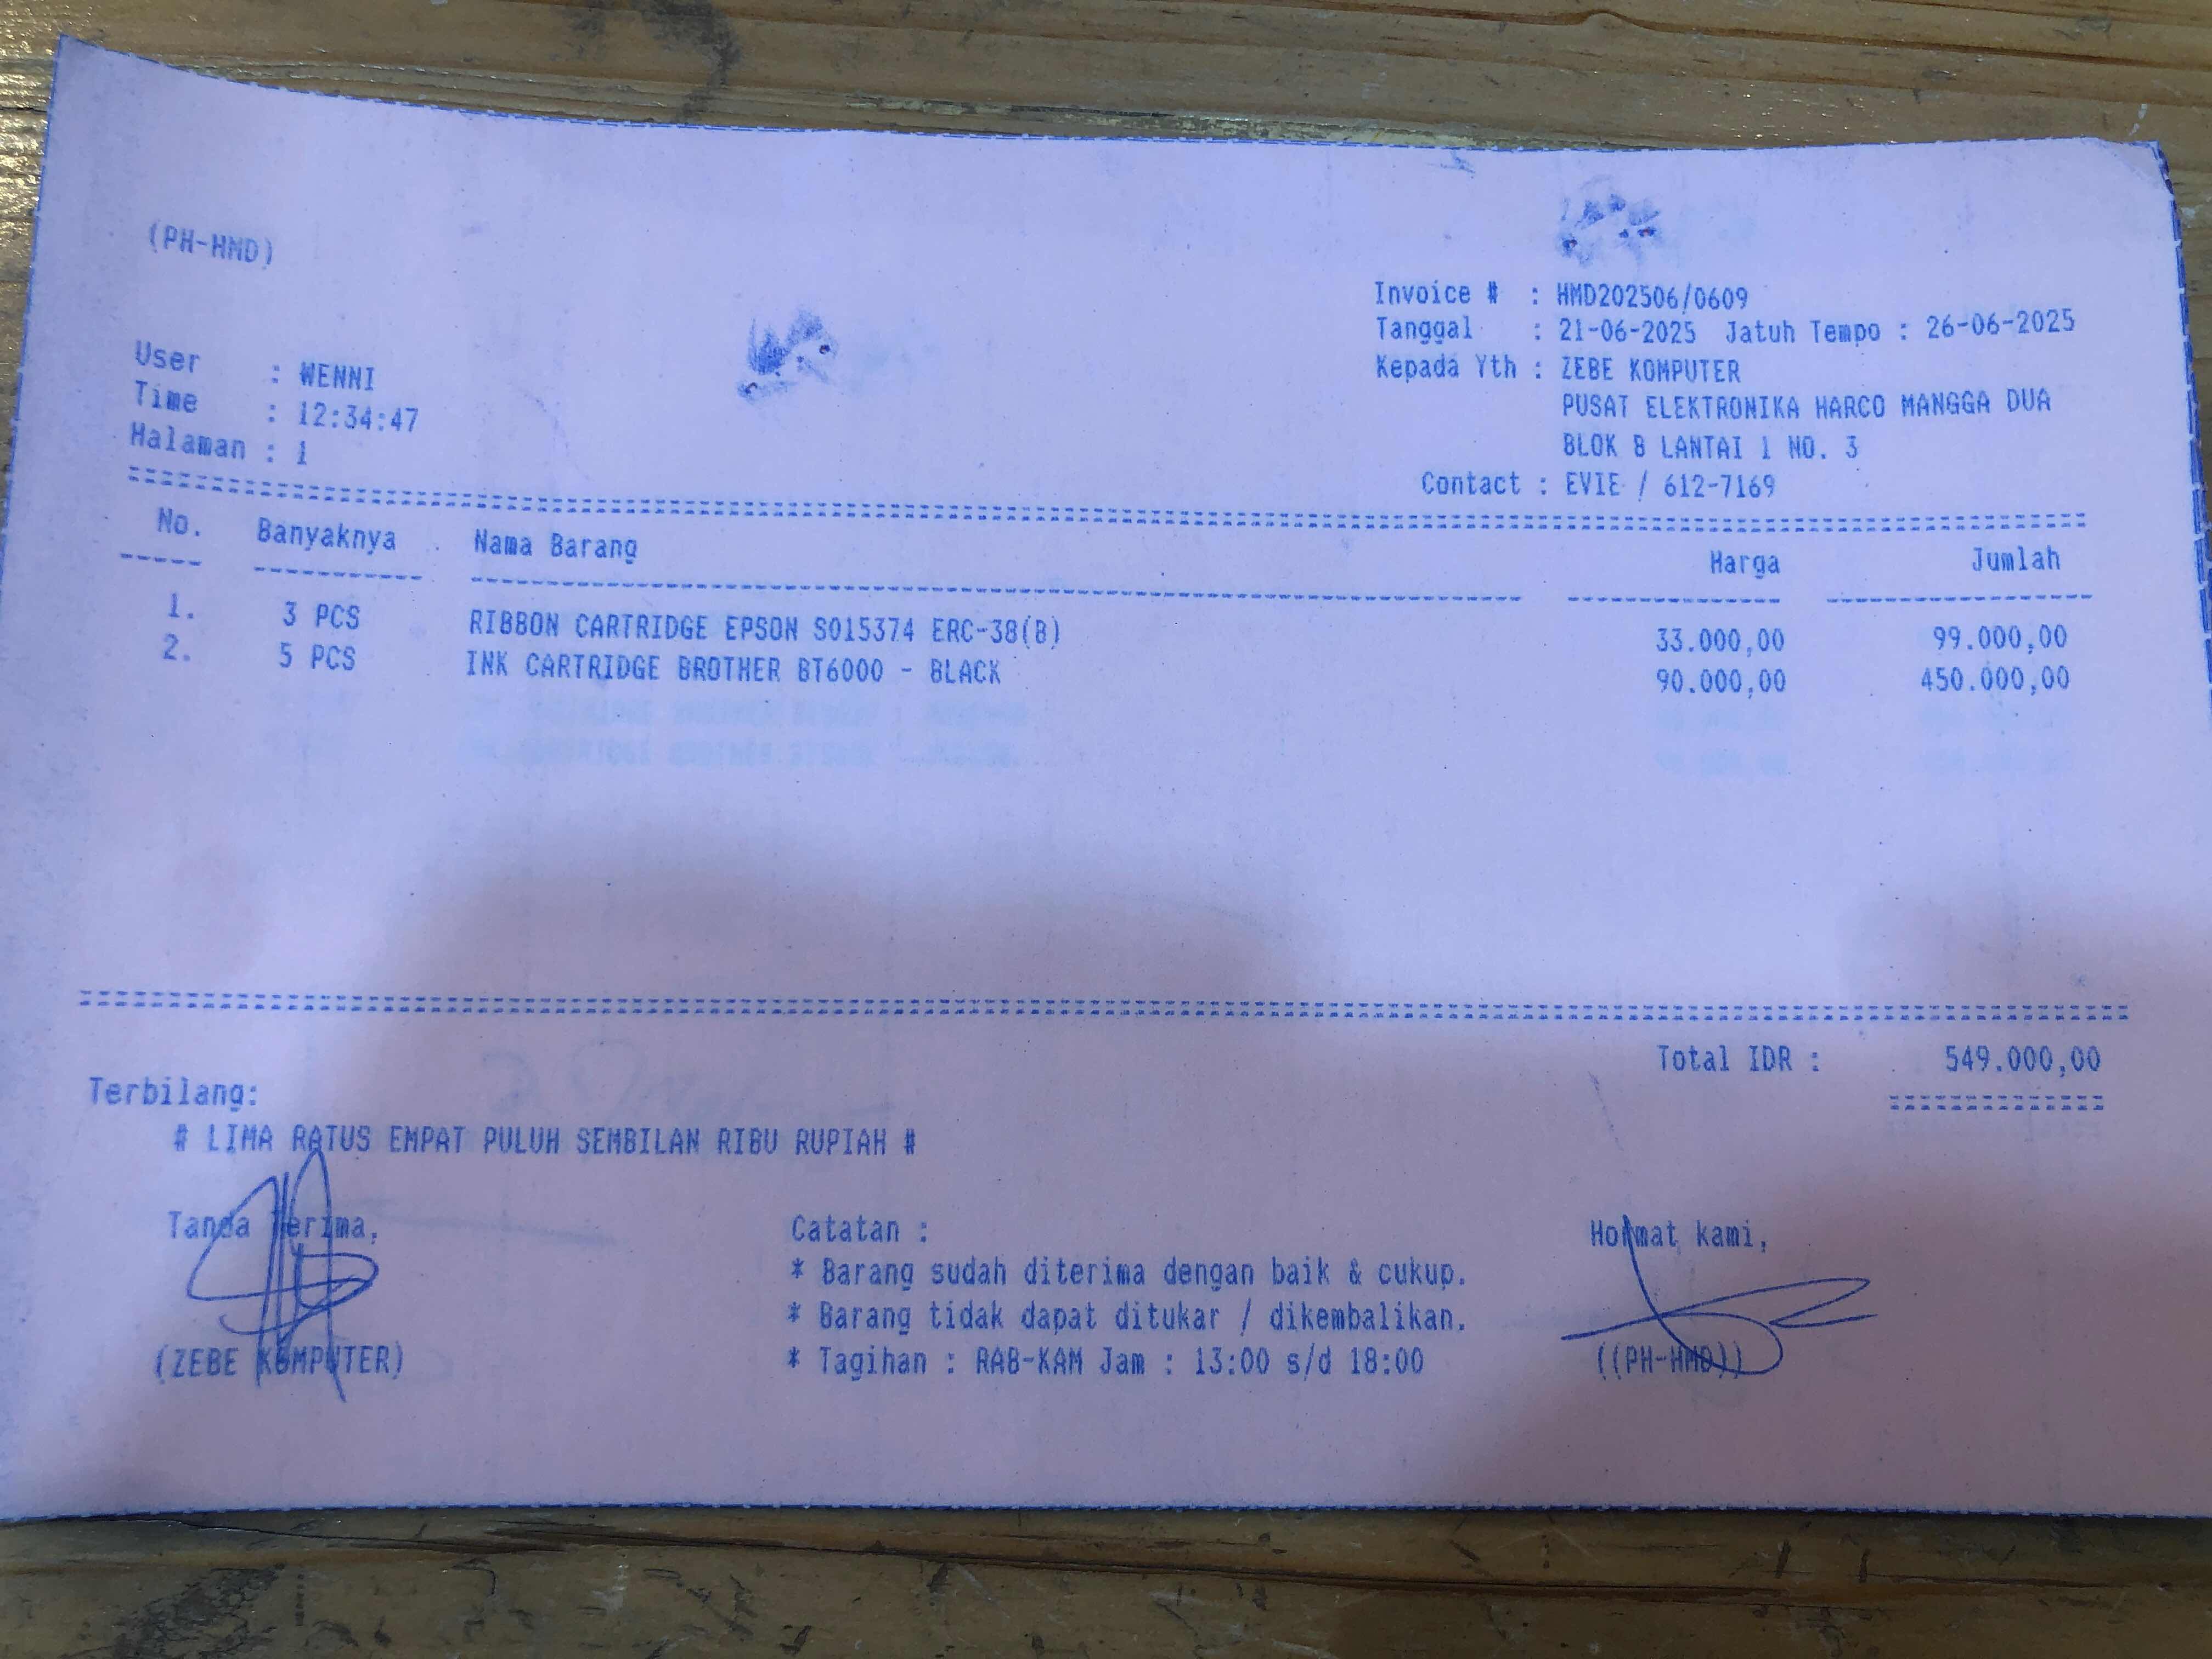 (PH-HMD)
Invoice # : HMD202506/0609
Tanggal : 21-06-2025 Jatuh Tempo : 26-06-2025
Kepada Yth : ZEBE KOMPUTER
PUSAT ELEKTRONIKA HARCO MANGGA DUA
BLOK B LANTAI 1 NO. 3
Contact : EVIE / 612-7169
User : WENNI
Time : 12:34:47
Halaman : 1
No. Banyaknya Nama Barang Harga Jumlah
1. 3 PCS RIBBON CARTRIDGE EPSON S015374 ERC-38(B) 33.000,00 99.000,00
2. 5 PCS INK CARTRIDGE BROTHER BT6000 - BLACK 90.000,00 450.000,00
Total IDR : 549.000,00
Terbilang:
# LIMA RATUS EMPAT PULUH SEMBILAN RIBU RUPIAH #
Tanda Terima, Catatan : Hormat kami,
* Barang sudah diterima dengan baik & cukup.
* Barang tidak dapat ditukar / dikembalikan.
(ZEBE KOMPUTER) * Tagihan : RAB-KAM Jam : 13:00 s/d 18:00 ((PH-HMD))